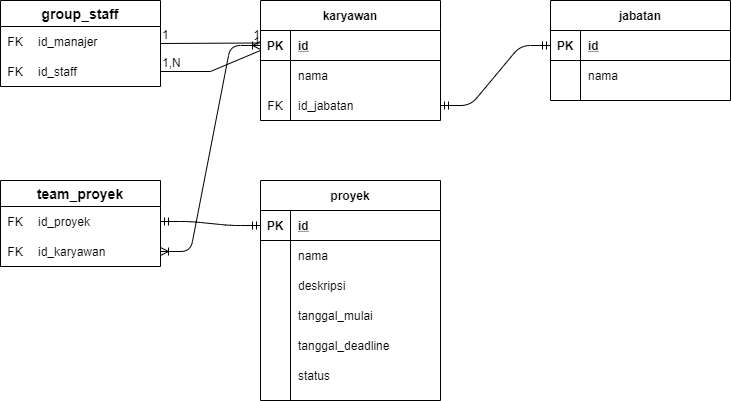 group_staff
FK id_manajer
FK id_staff
1
1
1,N
karyawan
PK id
nama
FK id_jabatan
jabatan
PK id
nama
team_proyek
FK id_proyek
FK id_karyawan
proyek
PK id
nama
deskripsi
tanggal_mulai
tanggal_deadline
status